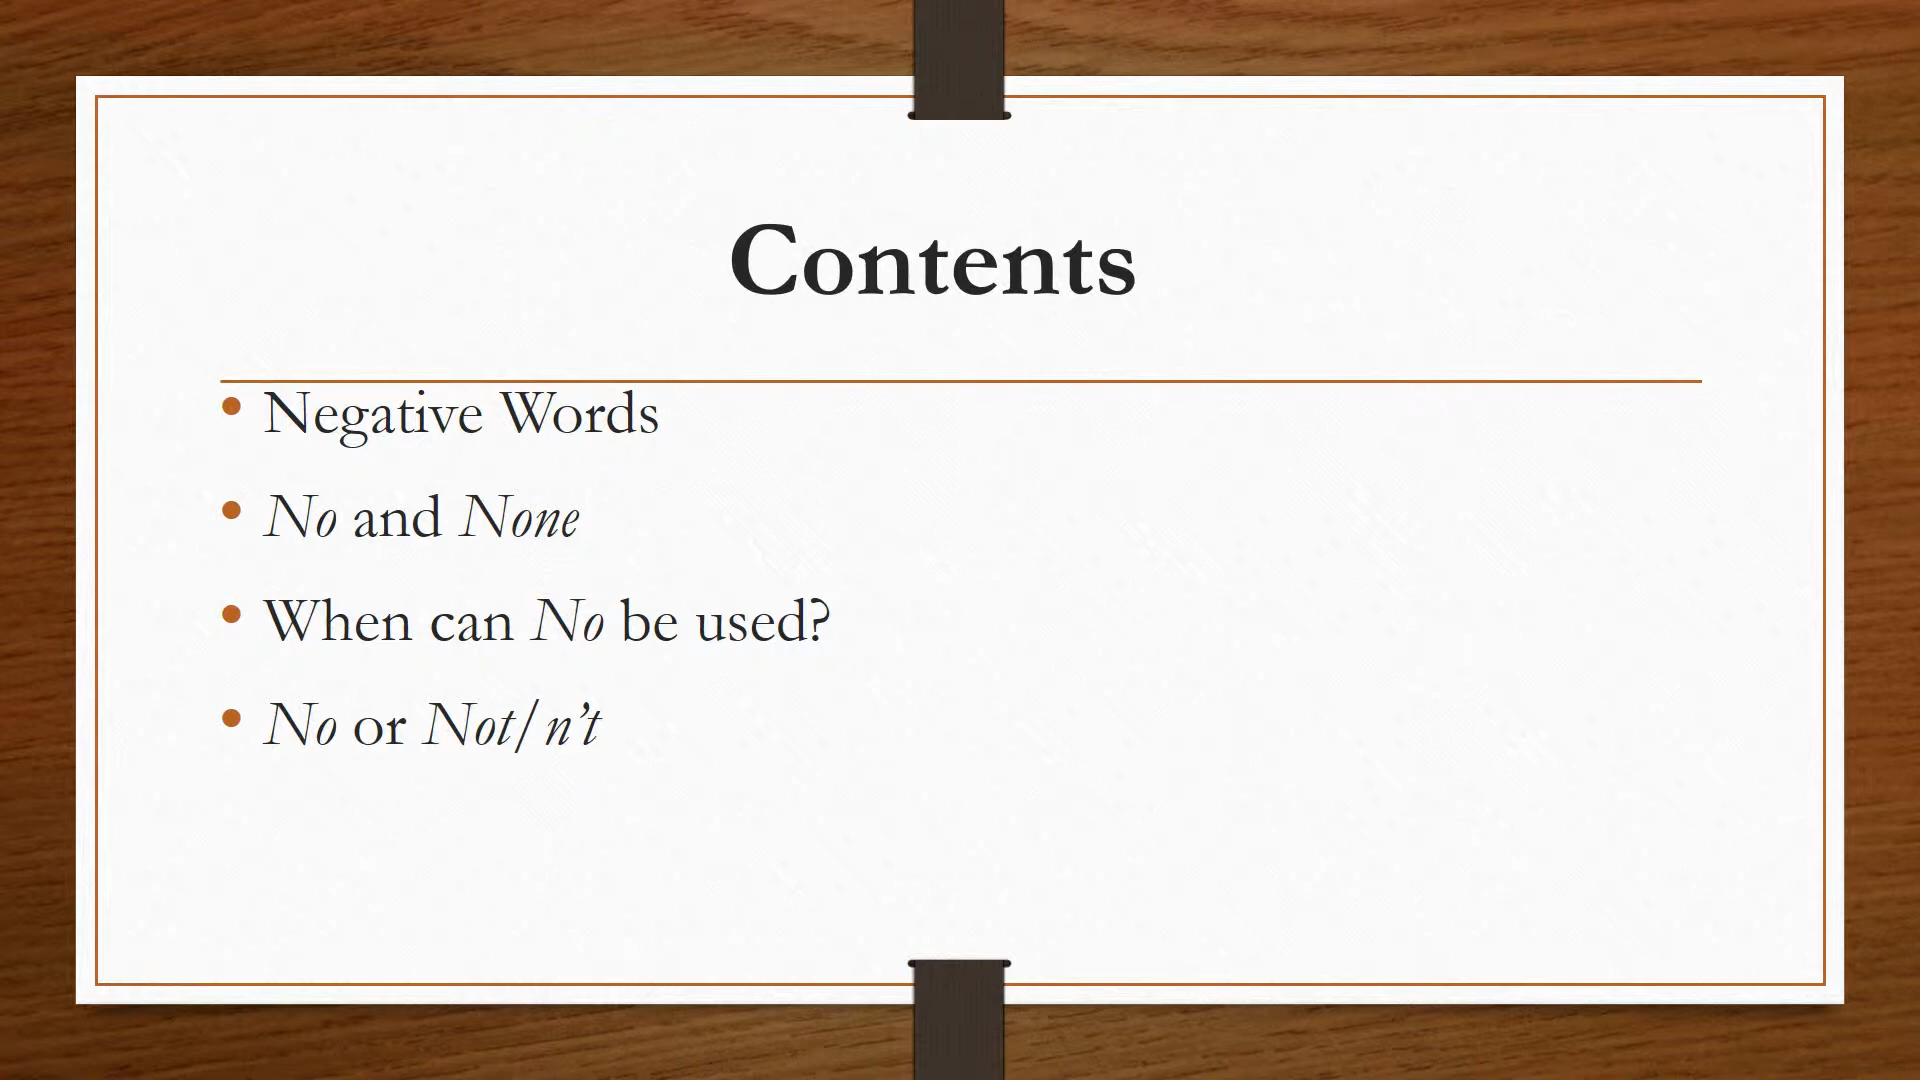 Contents
• Negative Words
• No and None
• When can No be used?
• No or Not/n’t